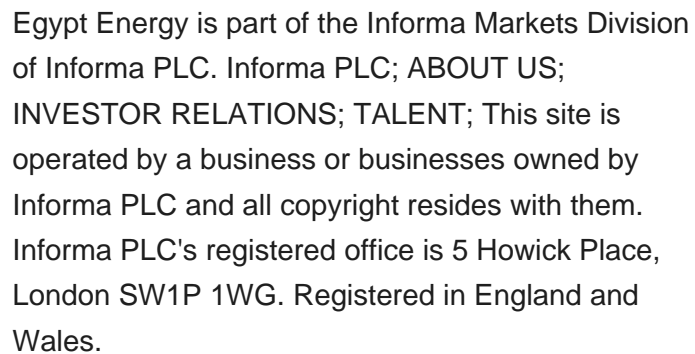 Egypt Energy is part of the Informa Markets Division
of Informa PLC. Informa PLC; ABOUT US;
INVESTOR RELATIONS; TALENT; This site is
operated by a business or businesses owned by
Informa PLC and all copyright resides with them.
Informa PLC's registered office is 5 Howick Place,
London SW1P 1WG. Registered in England and
Wales.